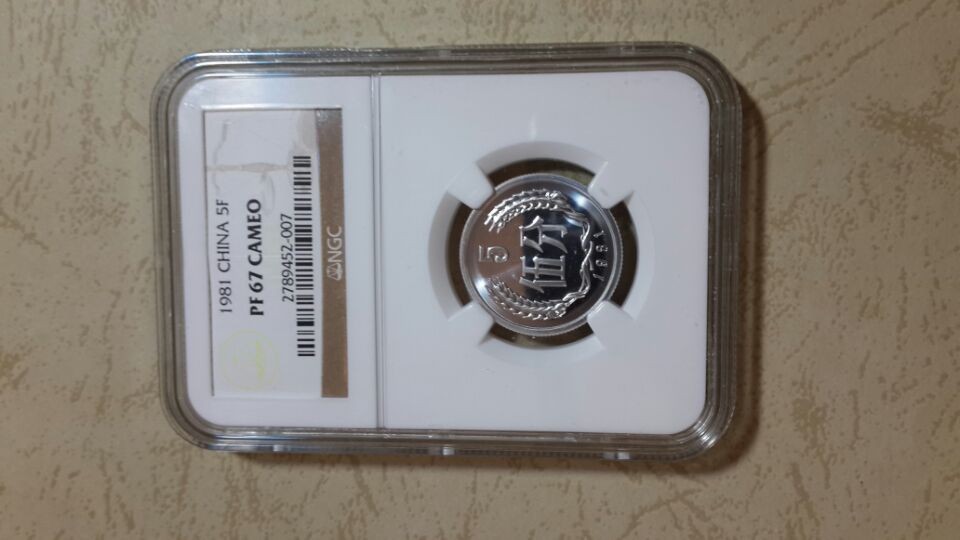 1981 CHINA 5F
PF 67 CAMEO
2789452-007
NGC
5
伍分
1981